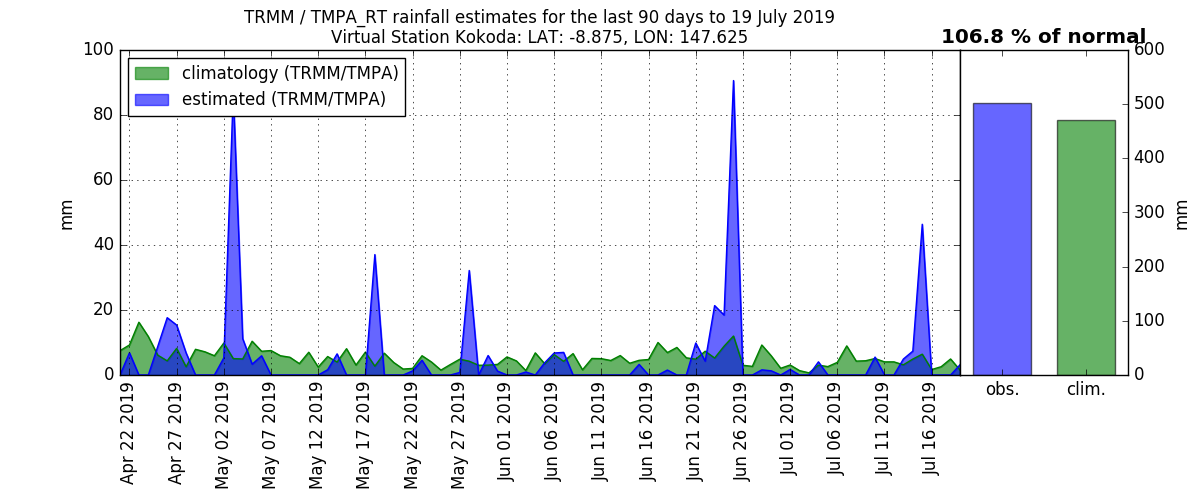 TRMM / TMPA_RT rainfall estimates for the last 90 days to 19 July 2019
Virtual Station Kokoda: LAT: -8.875, LON: 147.625
106.8 % of normal
climatology (TRMM/TMPA)
estimated (TRMM/TMPA)
100
80
60
40
20
0
mm
Apr 22 2019
Apr 27 2019
May 02 2019
May 07 2019
May 12 2019
May 17 2019
May 22 2019
May 27 2019
Jun 01 2019
Jun 06 2019
Jun 11 2019
Jun 16 2019
Jun 21 2019
Jun 26 2019
Jul 01 2019
Jul 06 2019
Jul 11 2019
Jul 16 2019
obs.
clim.
600
500
400
300
200
100
0
mm